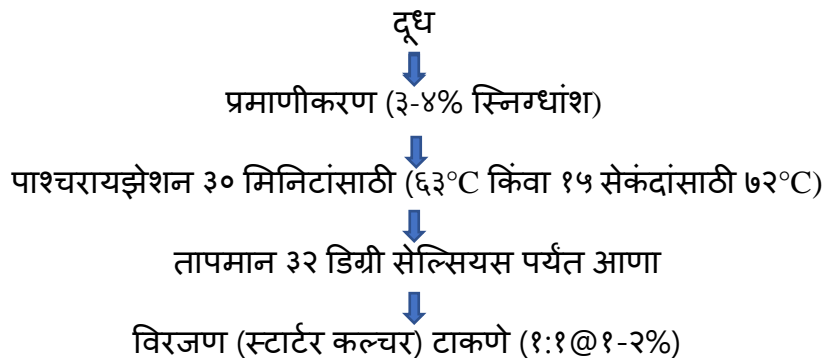 दूध
प्रमाणीकरण (३-४% स्निग्धांश)
पाश्चरायझेशन ३० मिनिटांसाठी (६३°C किंवा १५ सेकंदांसाठी ७२°C)
तापमान ३२ डिग्री सेल्सियस पर्यंत आणा
विरजण (स्टार्टर कल्चर) टाकणे (१:१@१-२%)